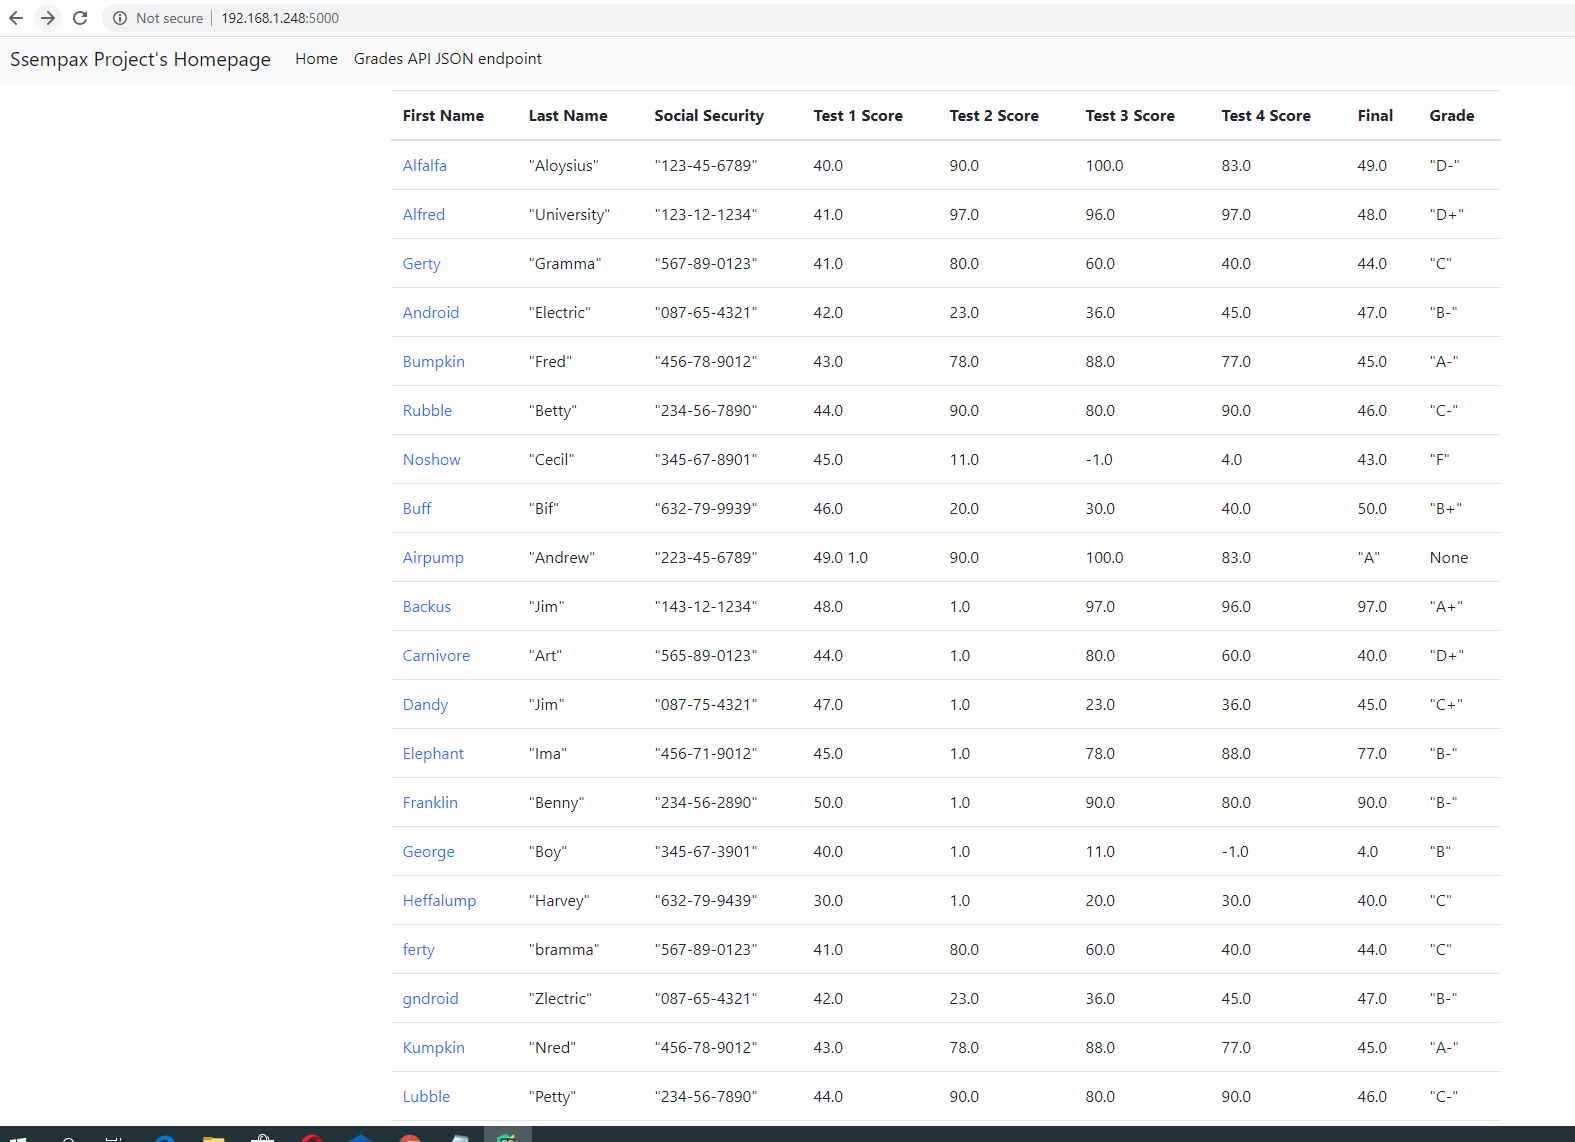 Not secure | 192.168.1.248:5000
Ssempax Project's Homepage Home Grades API JSON endpoint
First Name Last Name Social Security Test 1 Score Test 2 Score Test 3 Score Test 4 Score Final Grade
Alfalfa "Aloysius" "123-45-6789" 40.0 90.0 100.0 83.0 49.0 "D-"
Alfred "University" "123-12-1234" 41.0 97.0 96.0 97.0 48.0 "D+"
Gerty "Gramma" "567-89-0123" 41.0 80.0 60.0 40.0 44.0 "C"
Android "Electric" "087-65-4321" 42.0 23.0 36.0 45.0 47.0 "B-"
Bumpkin "Fred" "456-78-9012" 43.0 78.0 88.0 77.0 45.0 "A-"
Rubble "Betty" "234-56-7890" 44.0 90.0 80.0 90.0 46.0 "C-"
Noshow "Cecil" "345-67-8901" 45.0 11.0 -1.0 4.0 43.0 "F"
Buff "Bif" "632-79-9939" 46.0 20.0 30.0 40.0 50.0 "B+"
Airpump "Andrew" "223-45-6789" 49.0 1.0 90.0 100.0 83.0 "A" None
Backus "Jim" "143-12-1234" 48.0 1.0 97.0 96.0 97.0 "A+"
Carnivore "Art" "565-89-0123" 44.0 1.0 80.0 60.0 40.0 "D+"
Dandy "Jim" "087-75-4321" 47.0 1.0 23.0 36.0 45.0 "C+"
Elephant "Ima" "456-71-9012" 45.0 1.0 78.0 88.0 77.0 "B-"
Franklin "Benny" "234-56-2890" 50.0 1.0 90.0 80.0 90.0 "B-"
George "Boy" "345-67-3901" 40.0 1.0 11.0 -1.0 4.0 "B"
Heffalump "Harvey" "632-79-9439" 30.0 1.0 20.0 30.0 40.0 "C"
ferty "bramma" "567-89-0123" 41.0 80.0 60.0 40.0 44.0 "C"
gndroid "Zlectric" "087-65-4321" 42.0 23.0 36.0 45.0 47.0 "B-"
Kumpkin "Nred" "456-78-9012" 43.0 78.0 88.0 77.0 45.0 "A-"
Lubble "Petty" "234-56-7890" 44.0 90.0 80.0 90.0 46.0 "C-"